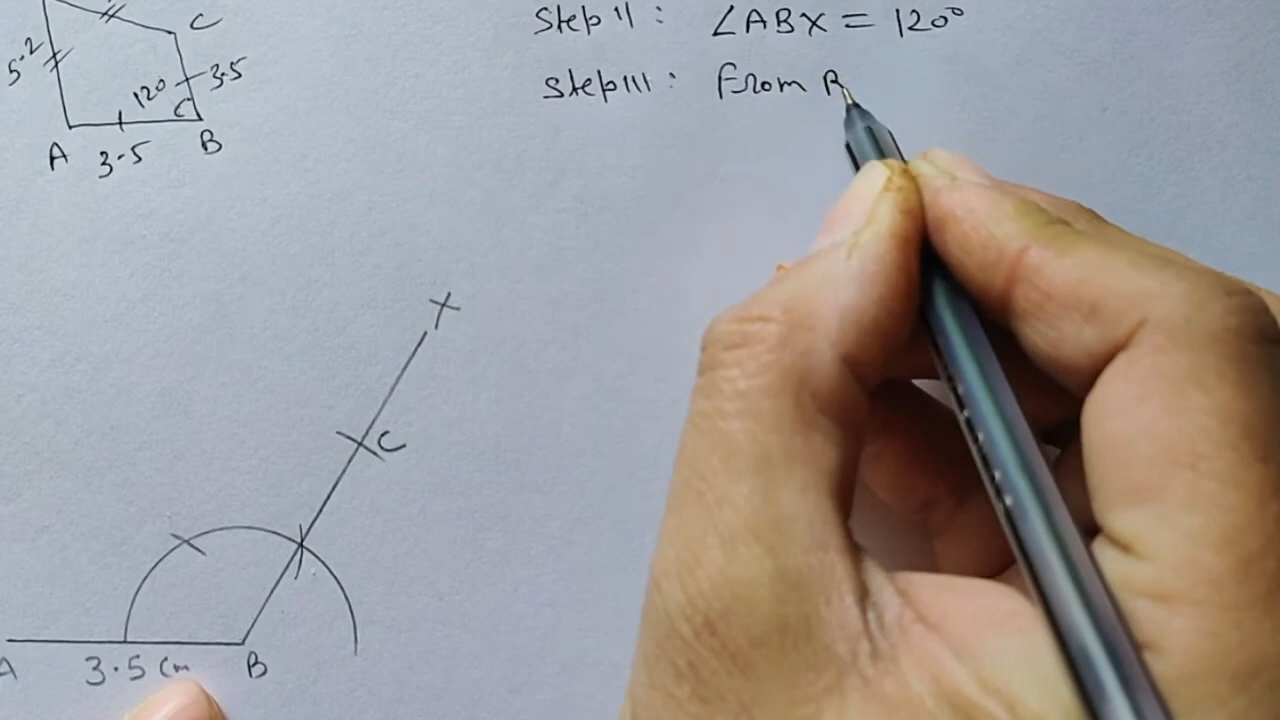 C
5.2
120
3.5
C
A
3.5
B
Step II : ∠ABX = 120°
Step III : From B
X
C
A
3.5 cm
B